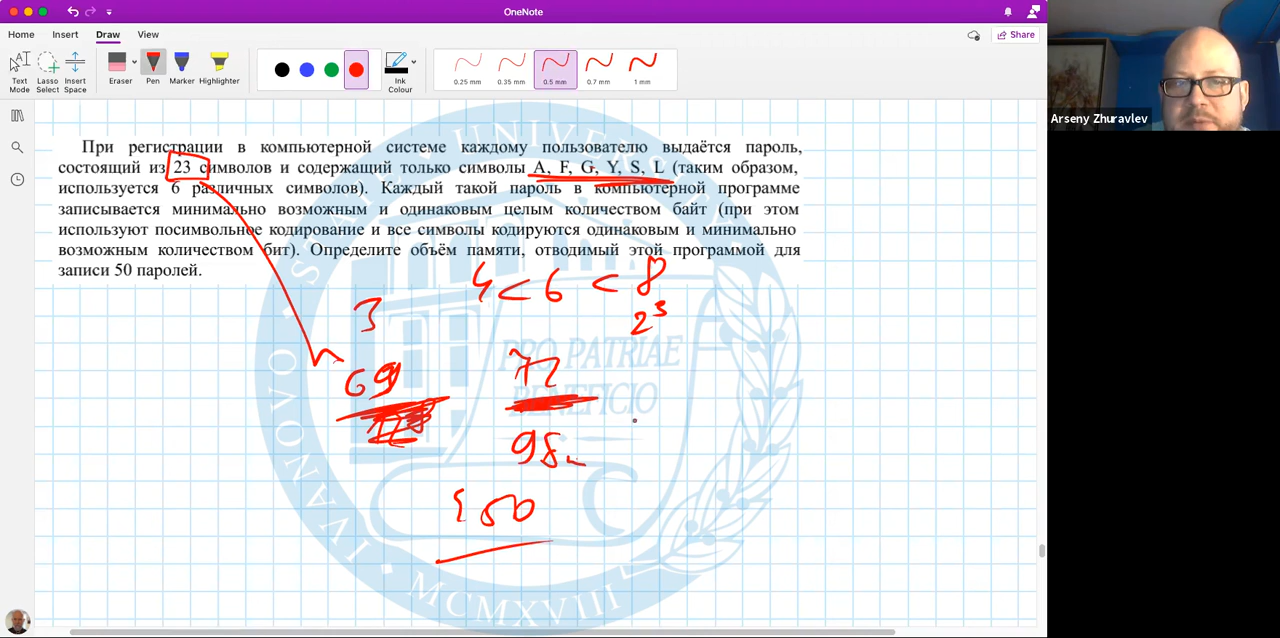 OneNote
Home Insert Draw View
Share
Text Mode
Lasso Select
Insert Space
Eraser
Pen
Marker
Highlighter
Ink Colour
0.25 mm
0.35 mm
0.5 mm
0.7 mm
1 mm
Arseny Zhuravlev
При регистрации в компьютерной системе каждому пользователю выдаётся пароль,
состоящий из 23 символов и содержащий только символы A, F, G, Y, S, L (таким образом,
используется 6 различных символов). Каждый такой пароль в компьютерной программе
записывается минимально возможным и одинаковым целым количеством байт (при этом
используют посимвольное кодирование и все символы кодируются одинаковым и минимально
возможным количеством бит). Определите объём памяти, отводимый этой программой для
записи 50 паролей.
4 < 6 < 8
3
2³
69
72
450
PRO PATRIAE
BENEFICIO
MCMXVIII